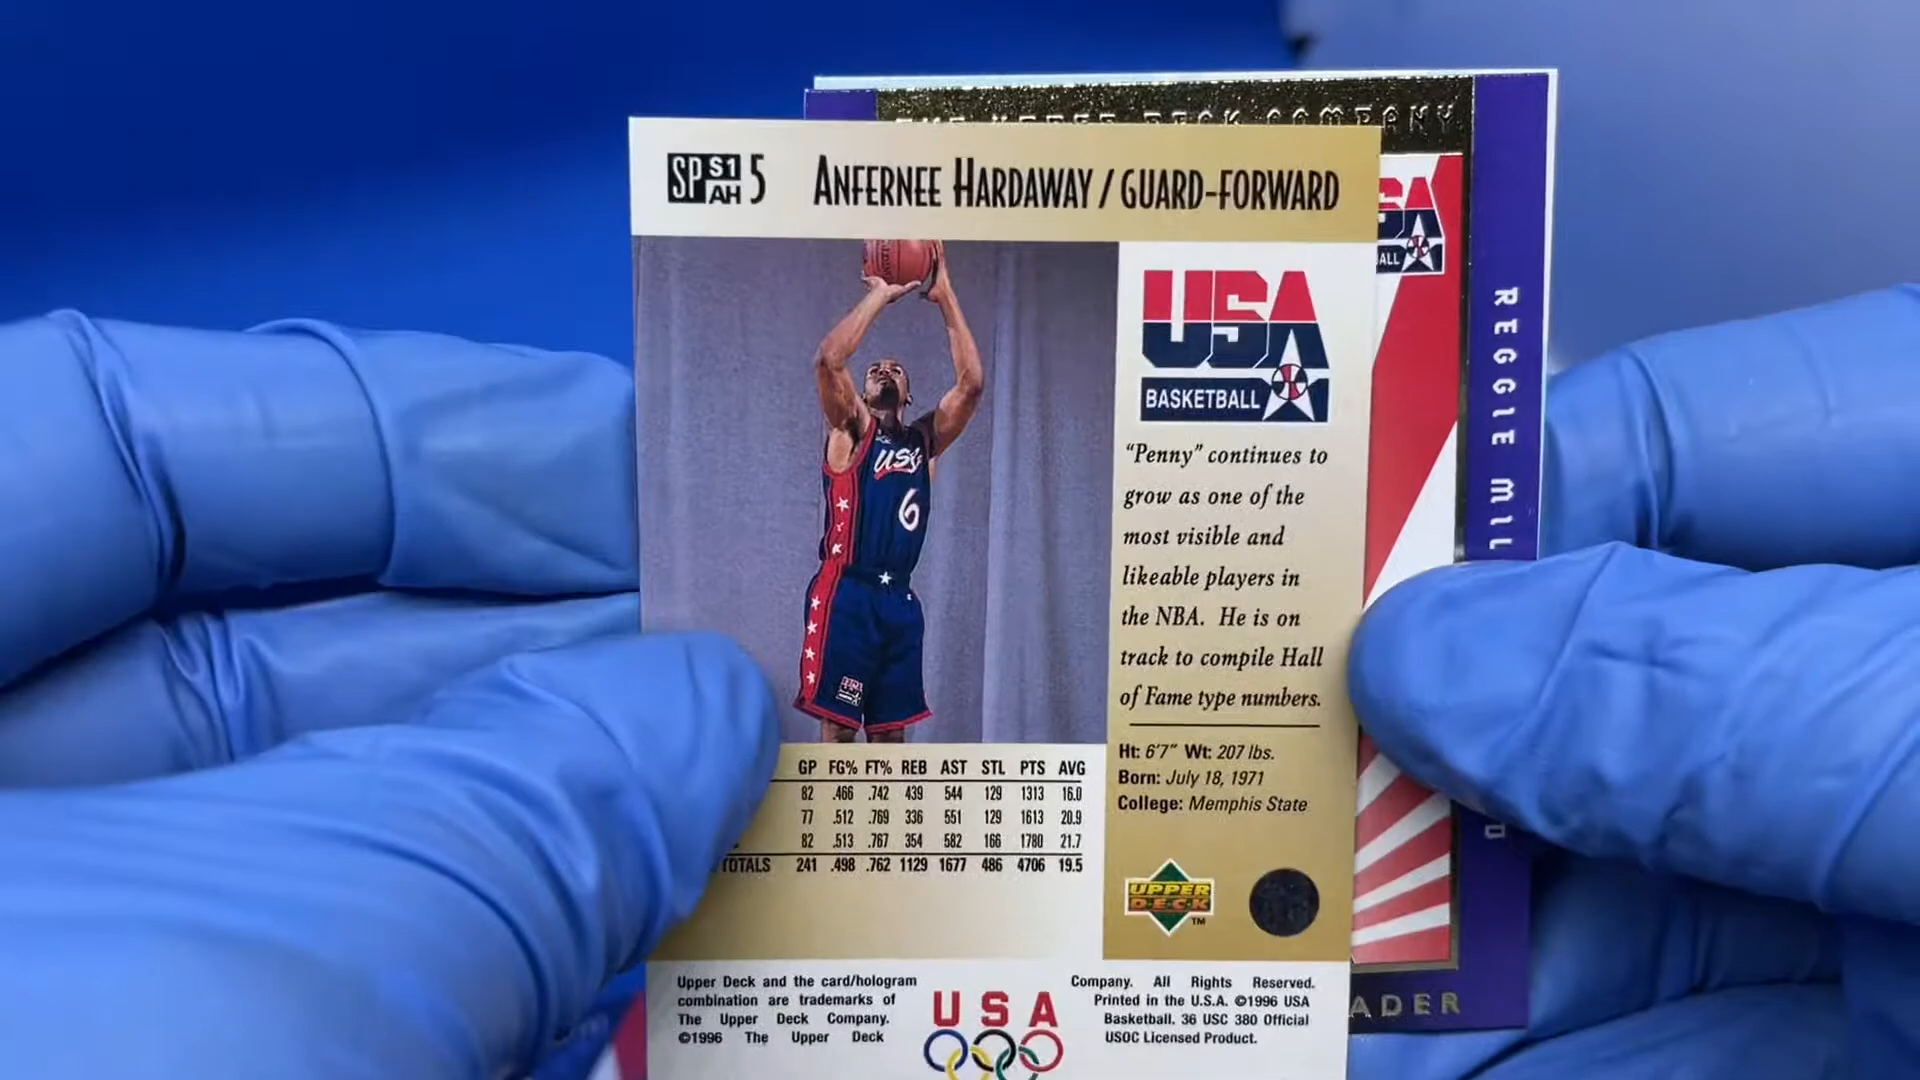 THE UPPER DECK COMPANY
SP S1 AH 5 ANFERNEE HARDAWAY / GUARD-FORWARD
USA
BASKETBALL
USA
6
"Penny" continues to
grow as one of the
most visible and
likeable players in
the NBA. He is on
track to compile Hall
of Fame type numbers.
Ht: 6'7" Wt: 207 lbs.
Born: July 18, 1971
College: Memphis State
GP FG% FT% REB AST STL PTS AVG
82 .466 .742 439 544 129 1313 16.0
77 .512 .769 336 551 129 1613 20.9
82 .513 .767 354 582 166 1780 21.7
TOTALS 241 .498 .762 1129 1677 486 4706 19.5
UPPER
DECK
TM
Upper Deck and the card/hologram
combination are trademarks of
The Upper Deck Company.
©1996 The Upper Deck
Company. All Rights Reserved.
Printed in the U.S.A. ©1996 USA
Basketball. 36 USC 380 Official
USOC Licensed Product.
USA
REGGIE MIL
ADER